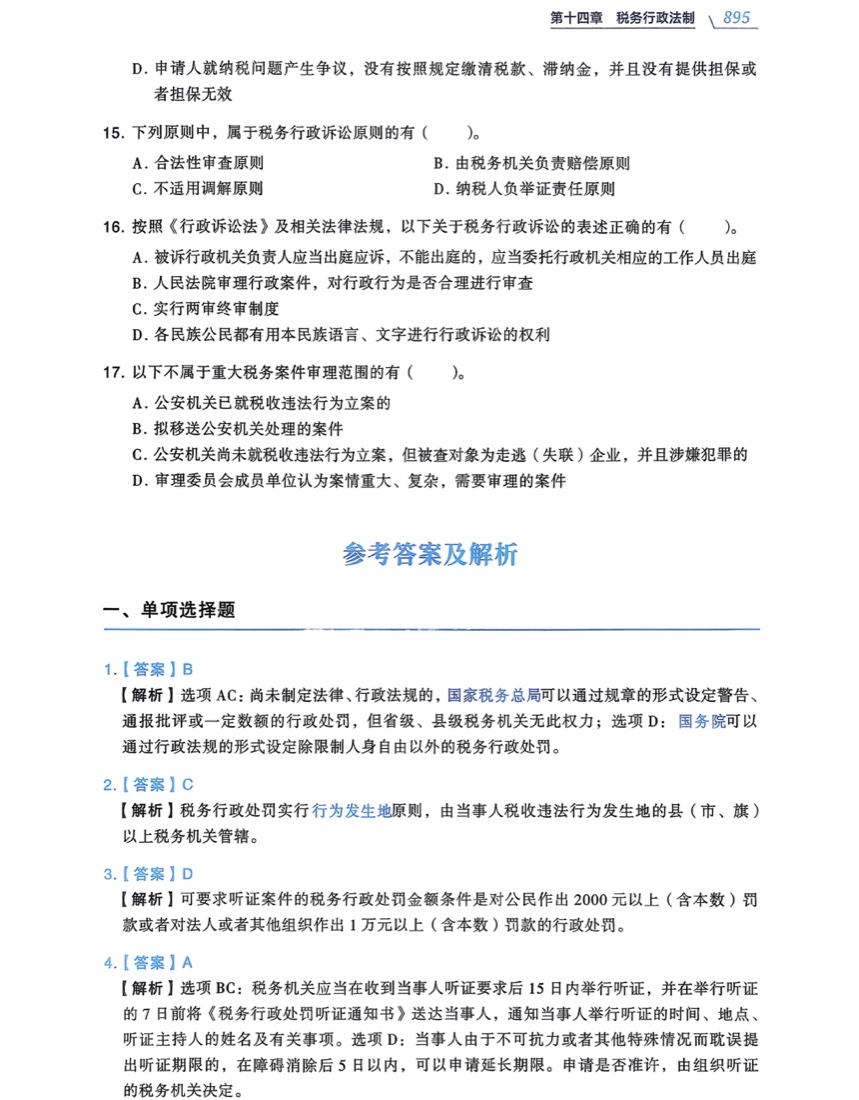 第十四章　税务行政法制 895
D. 申请人就纳税问题产生争议，没有按照规定缴清税款、滞纳金，并且没有提供担保或
者担保无效
15. 下列原则中，属于税务行政诉讼原则的有（　　）。
A. 合法性审查原则　　B. 由税务机关负责赔偿原则
C. 不适用调解原则　　D. 纳税人负举证责任原则
16. 按照《行政诉讼法》及相关法律法规，以下关于税务行政诉讼的表述正确的有（　　）。
A. 被诉行政机关负责人应当出庭应诉，不能出庭的，应当委托行政机关相应的工作人员出庭
B. 人民法院审理行政案件，对行政行为是否合理进行审查
C. 实行两审终审制度
D. 各民族公民都有用本民族语言、文字进行行政诉讼的权利
17. 以下不属于重大税务案件审理范围的有（　　）。
A. 公安机关已就税收违法行为立案的
B. 拟移送公安机关处理的案件
C. 公安机关尚未就税收违法行为立案，但被查对象为走逃（失联）企业，并且涉嫌犯罪的
D. 审理委员会成员单位认为案情重大、复杂，需要审理的案件
参考答案及解析
一、单项选择题
1.【答案】B
【解析】选项 AC：尚未制定法律、行政法规的，国家税务总局可以通过规章的形式设定警告、
通报批评或一定数额的行政处罚，但省级、县级税务机关无此权力；选项 D：国务院可以
通过行政法规的形式设定除限制人身自由以外的税务行政处罚。
2.【答案】C
【解析】税务行政处罚实行行为发生地原则，由当事人税收违法行为发生地的县（市、旗）
以上税务机关管辖。
3.【答案】D
【解析】可要求听证案件的税务行政处罚金额条件是对公民作出 2000 元以上（含本数）罚
款或者对法人或者其他组织作出 1 万元以上（含本数）罚款的行政处罚。
4.【答案】A
【解析】选项 BC：税务机关应当在收到当事人听证要求后 15 日内举行听证，并在举行听证
的 7 日前将《税务行政处罚听证通知书》送达当事人，通知当事人举行听证的时间、地点、
听证主持人的姓名及有关事项。选项 D：当事人由于不可抗力或者其他特殊情况而耽误提
出听证期限的，在障碍消除后 5 日以内，可以申请延长期限。申请是否准许，由组织听证
的税务机关决定。